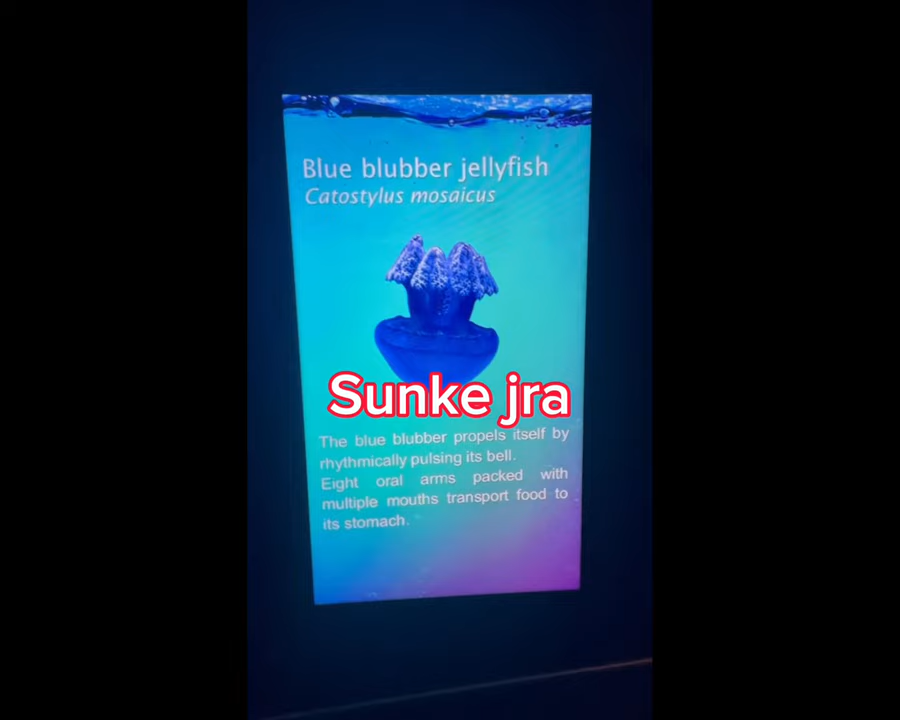 Blue blubber jellyfish
Catostylus mosaicus
Sunke jra
The blue blubber propels itself by
rhythmically pulsing its bell.
Eight oral arms packed with
multiple mouths transport food to
its stomach.